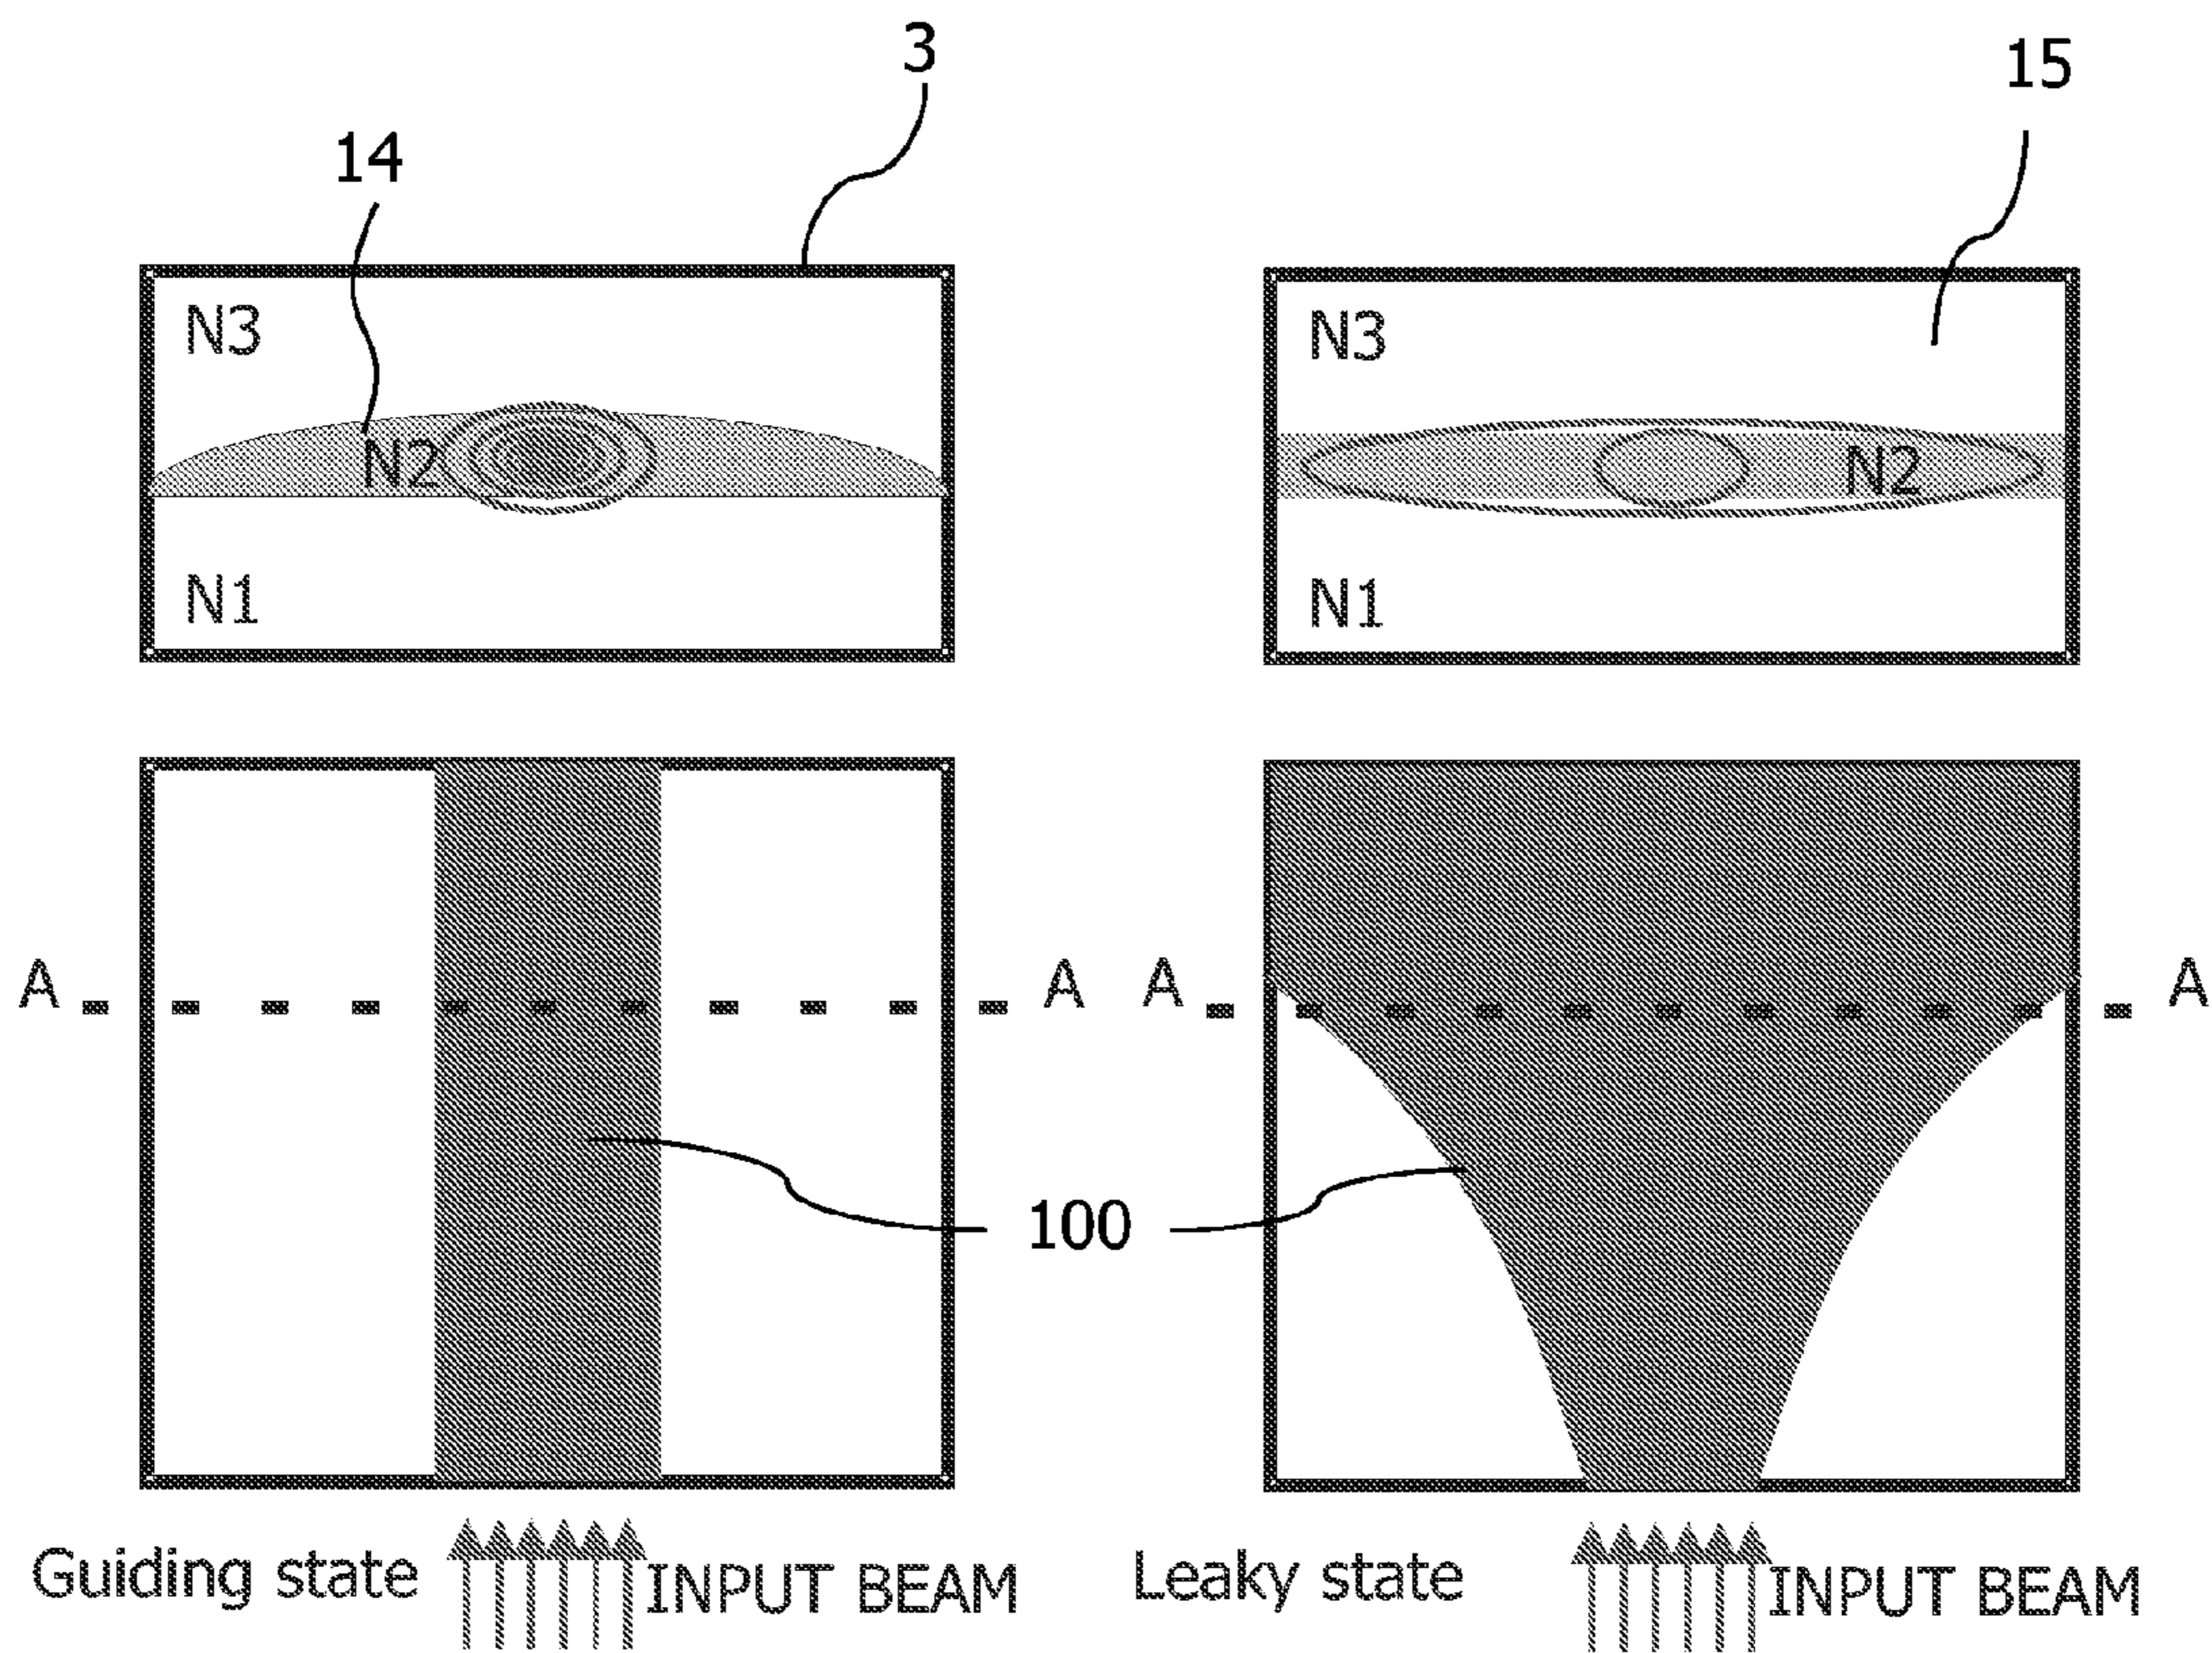 3
15
14
N3
N3
N2
N2
N1
N1
A
A
A
A
100
Guiding state
INPUT BEAM
Leaky state
INPUT BEAM